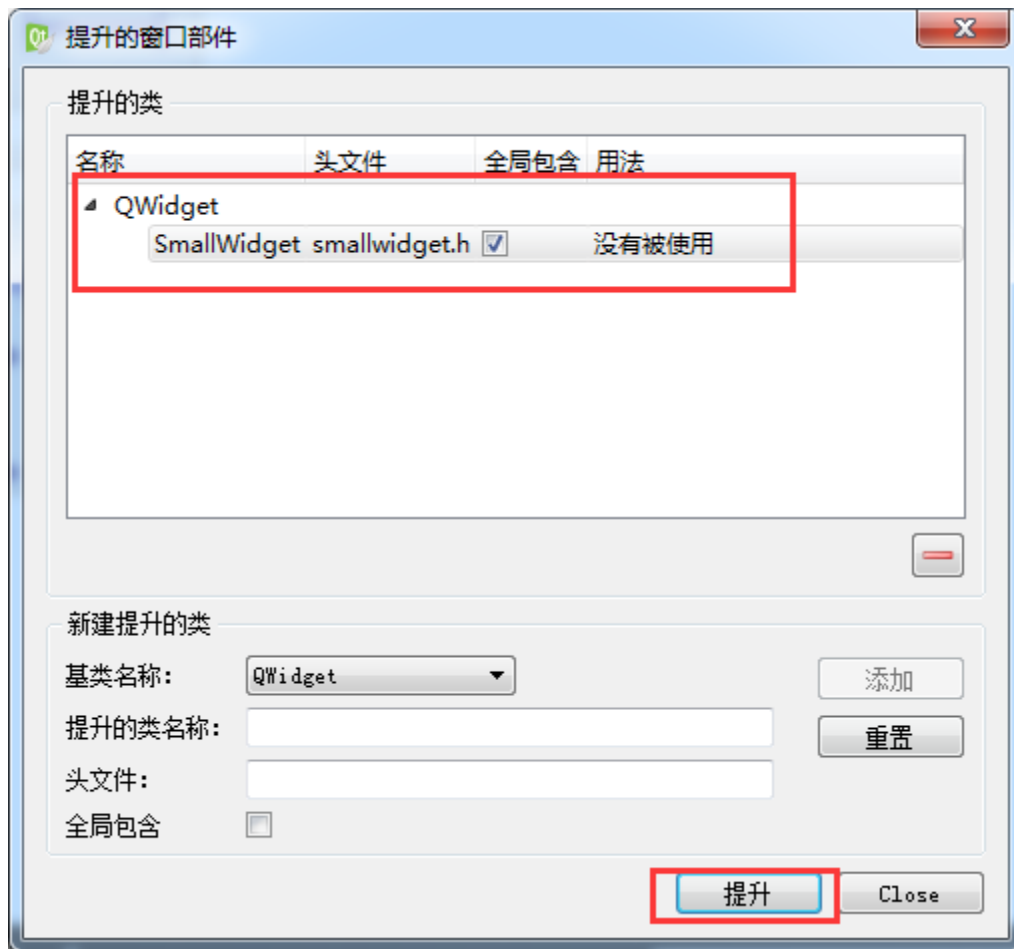 提升的窗口部件
提升的类
名称 头文件 全局包含 用法
QWidget
SmallWidget smallwidget.h 没有被使用
新建提升的类
基类名称: QWidget 添加
提升的类名称: 重置
头文件:
全局包含
提升 Close